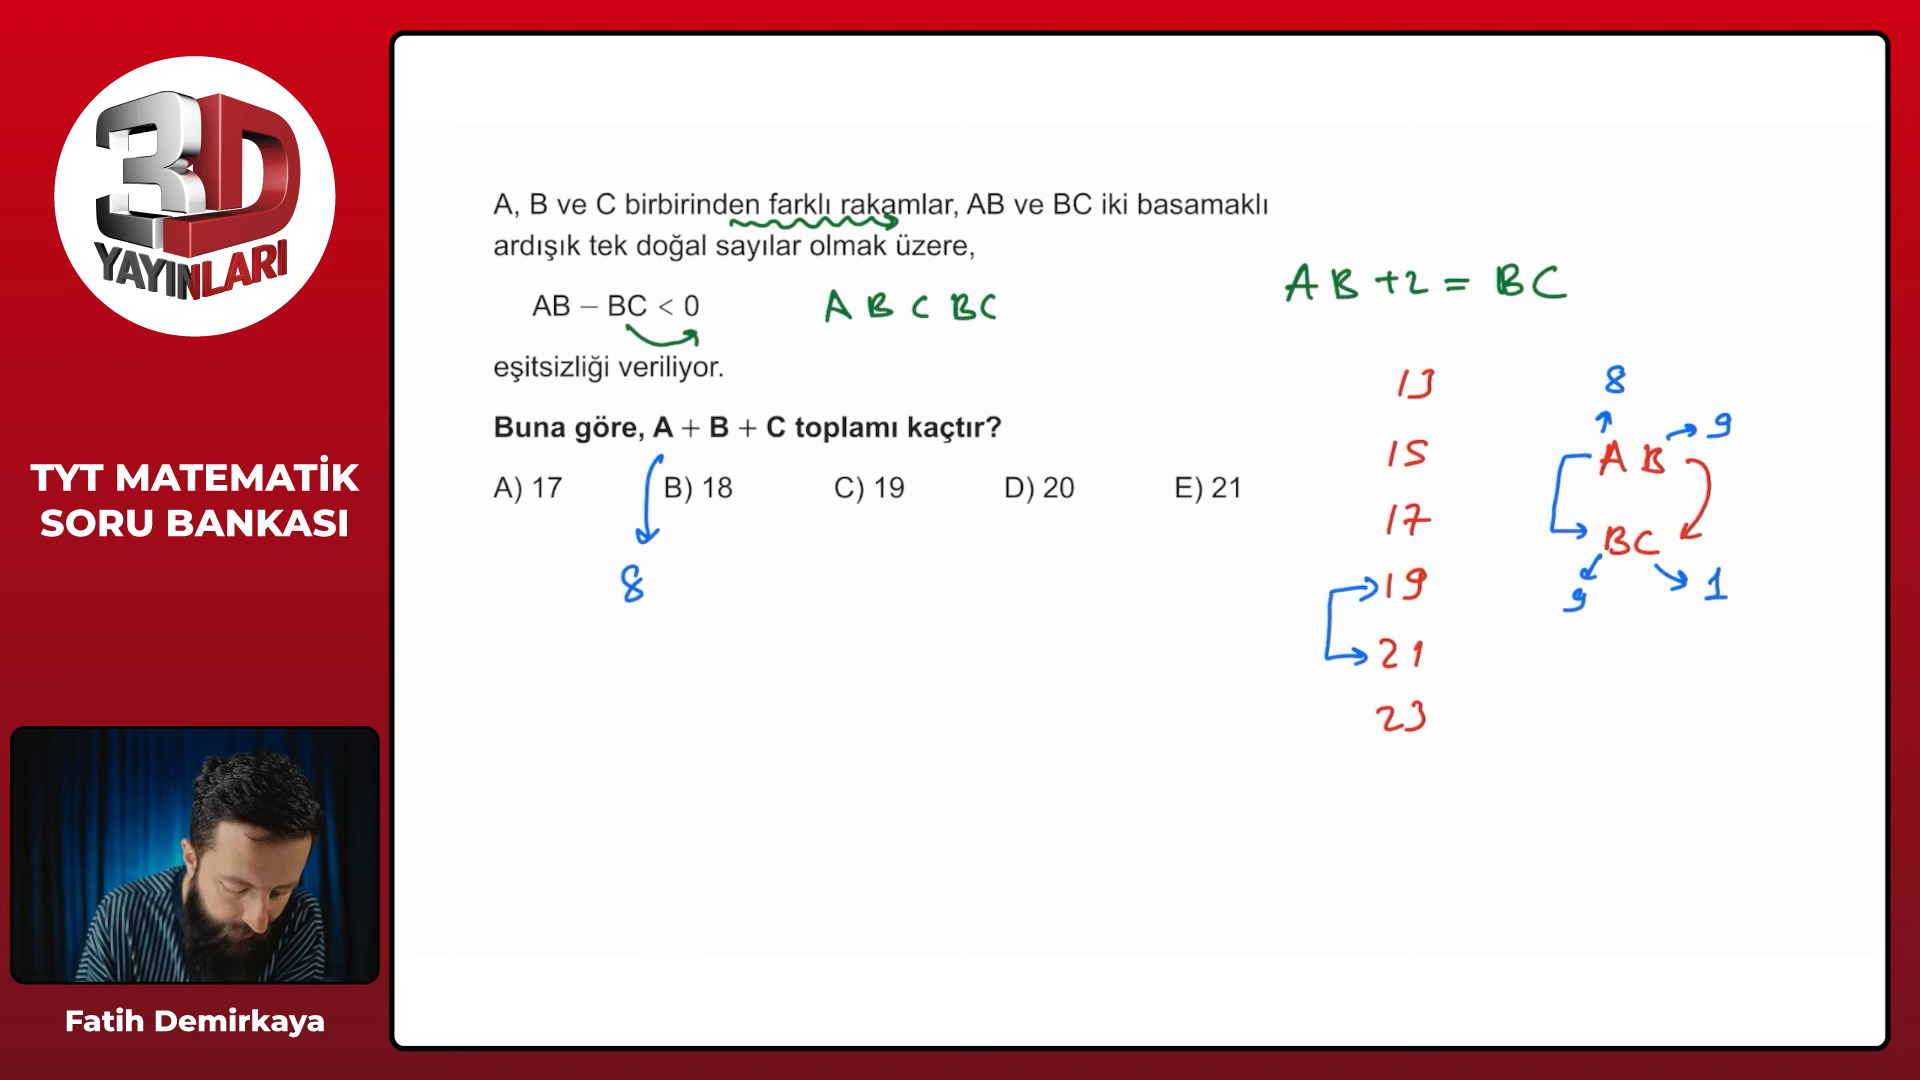 3D
YAYINLARI
TYT MATEMATİK
SORU BANKASI
Fatih Demirkaya
A, B ve C birbirinden farklı rakamlar, AB ve BC iki basamaklı
ardışık tek doğal sayılar olmak üzere,
AB – BC < 0
A B C BC
eşitsizliği veriliyor.
Buna göre, A + B + C toplamı kaçtır?
A) 17 B) 18 C) 19 D) 20 E) 21
8
AB +2 = BC
13
15
17
19
21
23
8
9
A B
BC
9
1